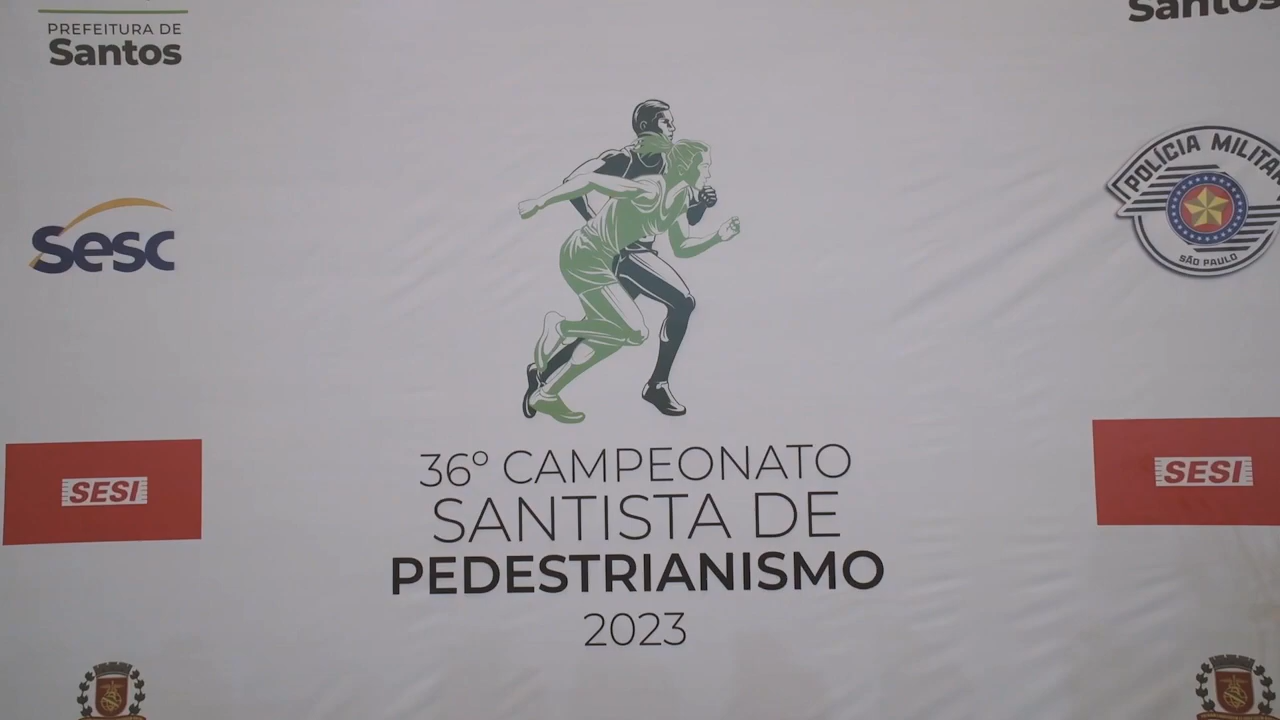 PREFEITURA DE
Santos
Santos
Sesc
POLÍCIA MILITAR
SÃO PAULO
SESI
SESI
36º CAMPEONATO
SANTISTA DE
PEDESTRIANISMO
2023